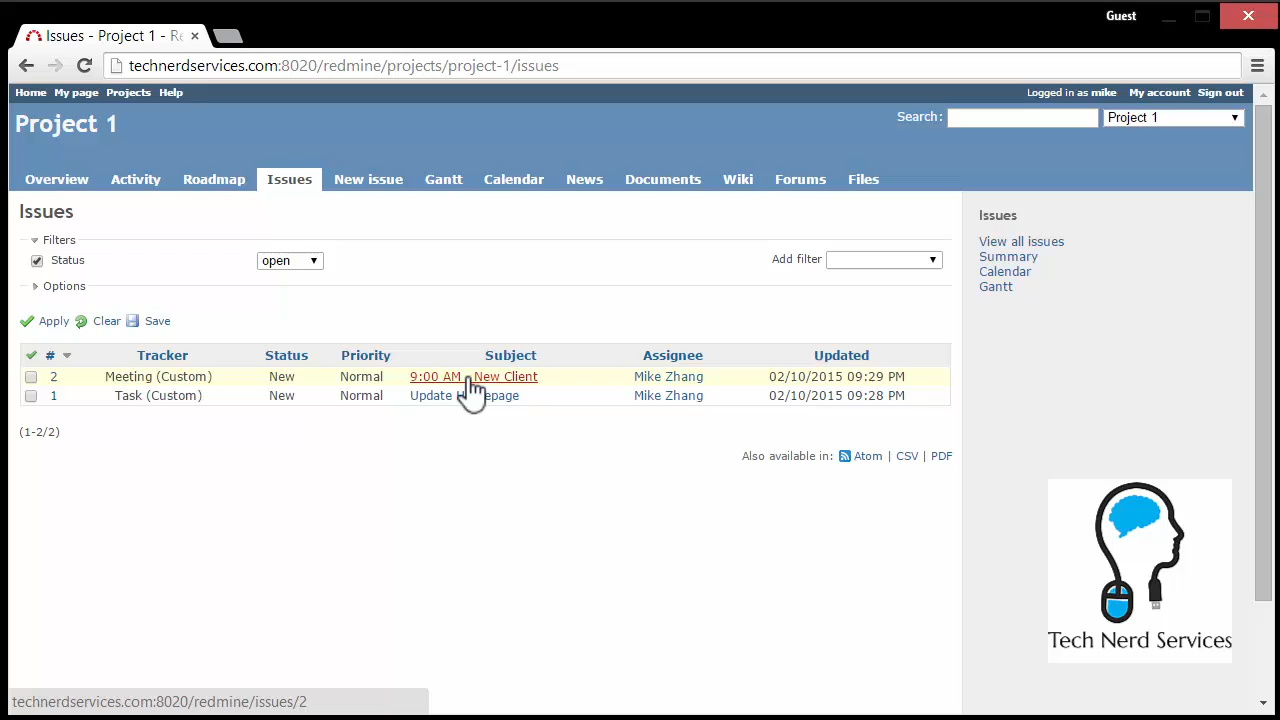 Guest
Issues - Project 1 - Re
technerdservices.com:8020/redmine/projects/project-1/issues
Home My page Projects Help
Logged in as mike My account Sign out
Project 1
Search:
Project 1
Overview Activity Roadmap Issues New issue Gantt Calendar News Documents Wiki Forums Files
Issues
Filters
Status open Add filter
Options
Apply Clear Save
# Tracker Status Priority Subject Assignee Updated
2 Meeting (Custom) New Normal 9:00 AM New Client Mike Zhang 02/10/2015 09:29 PM
1 Task (Custom) New Normal Update Mike Zhang 02/10/2015 09:28 PM
(1-2/2)
Also available in: Atom | CSV | PDF
Issues
View all issues
Summary
Calendar
Gantt
Tech Nerd Services
technerdservices.com:8020/redmine/issues/2